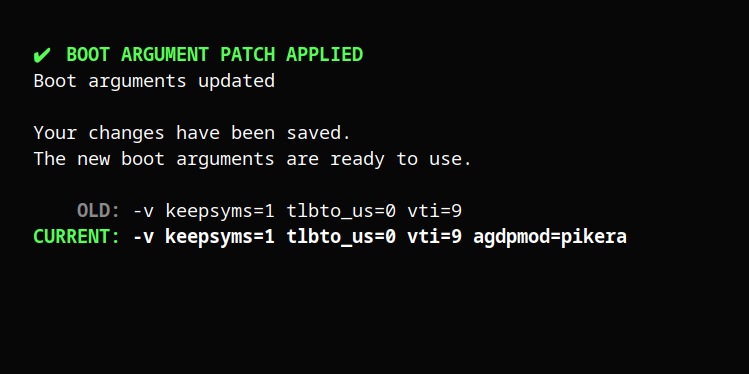 ✔ BOOT ARGUMENT PATCH APPLIED
Boot arguments updated
Your changes have been saved.
The new boot arguments are ready to use.
OLD: -v keepsyms=1 tlbto_us=0 vti=9
CURRENT: -v keepsyms=1 tlbto_us=0 vti=9 agdpmod=pikera